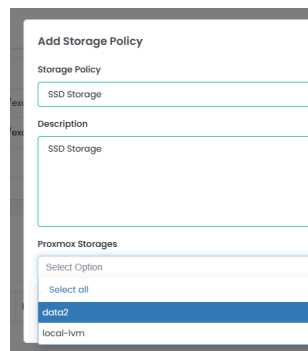 Add Storage Policy
Storage Policy
SSD Storage
Description
SSD Storage
Proxmox Storages
Select Option
Select all
data2
local-lvm